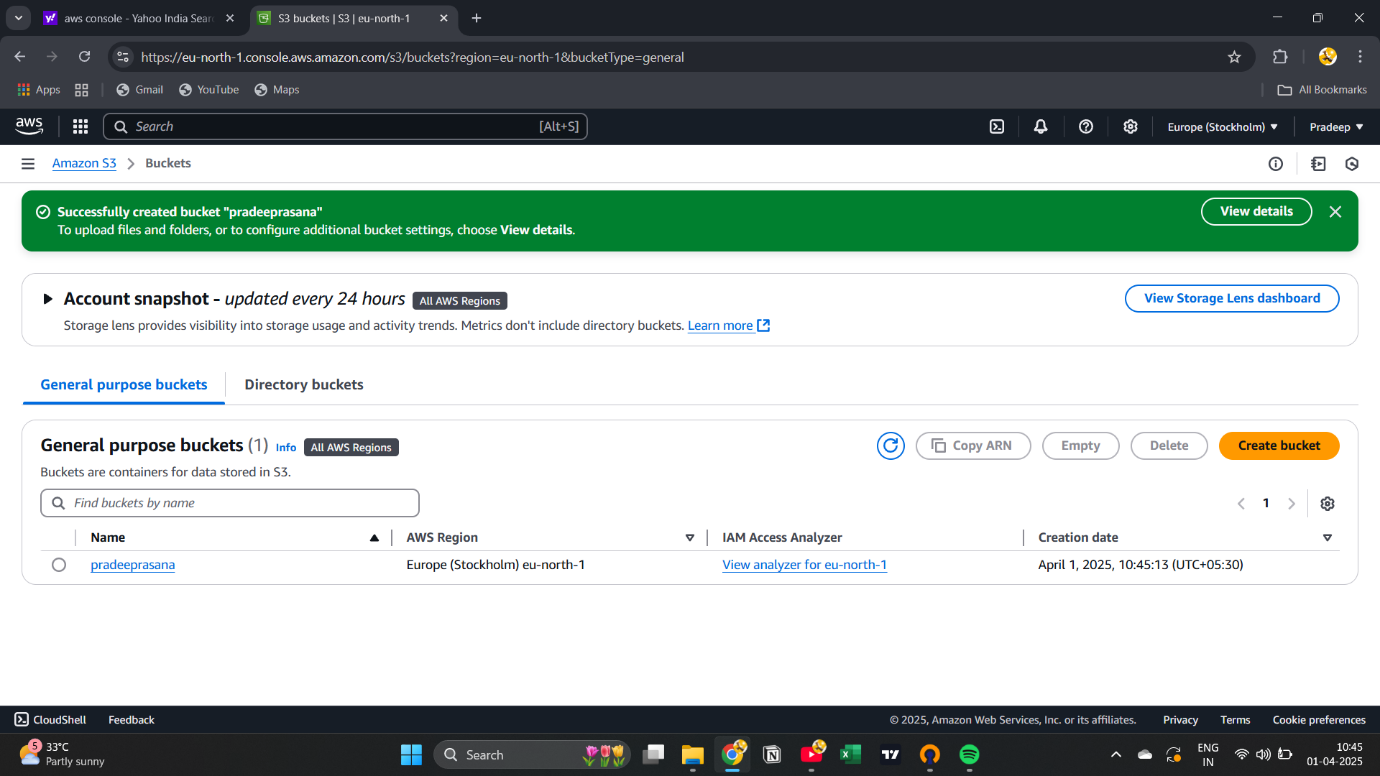 aws console - Yahoo India Sear
S3 buckets | S3 | eu-north-1
https://eu-north-1.console.aws.amazon.com/s3/buckets?region=eu-north-1&bucketType=general
Apps
Gmail
YouTube
Maps
All Bookmarks
aws
Search
[Alt+S]
Europe (Stockholm)
Pradeep
Amazon S3
Buckets
Successfully created bucket "pradeeprasana"
To upload files and folders, or to configure additional bucket settings, choose View details.
View details
Account snapshot - updated every 24 hours
All AWS Regions
View Storage Lens dashboard
Storage lens provides visibility into storage usage and activity trends. Metrics don't include directory buckets. Learn more
General purpose buckets
Directory buckets
General purpose buckets (1)
Info
All AWS Regions
Copy ARN
Empty
Delete
Create bucket
Buckets are containers for data stored in S3.
Find buckets by name
1
Name
AWS Region
IAM Access Analyzer
Creation date
pradeeprasana
Europe (Stockholm) eu-north-1
View analyzer for eu-north-1
April 1, 2025, 10:45:13 (UTC+05:30)
CloudShell
Feedback
© 2025, Amazon Web Services, Inc. or its affiliates.
Privacy
Terms
Cookie preferences
5
33°C
Partly sunny
Search
ENG
IN
10:45
01-04-2025